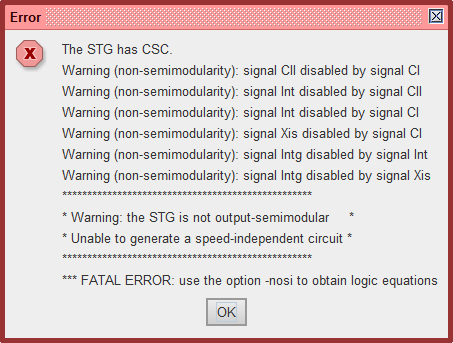 Error
The STG has CSC.
Warning (non-semimodularity): signal CII disabled by signal CI
Warning (non-semimodularity): signal Int disabled by signal CII
Warning (non-semimodularity): signal Int disabled by signal CI
Warning (non-semimodularity): signal Xis disabled by signal CI
Warning (non-semimodularity): signal Intg disabled by signal Int
Warning (non-semimodularity): signal Intg disabled by signal Xis
**************************************************
* Warning: the STG is not output-semimodular *
* Unable to generate a speed-independent circuit *
**************************************************
*** FATAL ERROR: use the option -nosi to obtain logic equations
OK